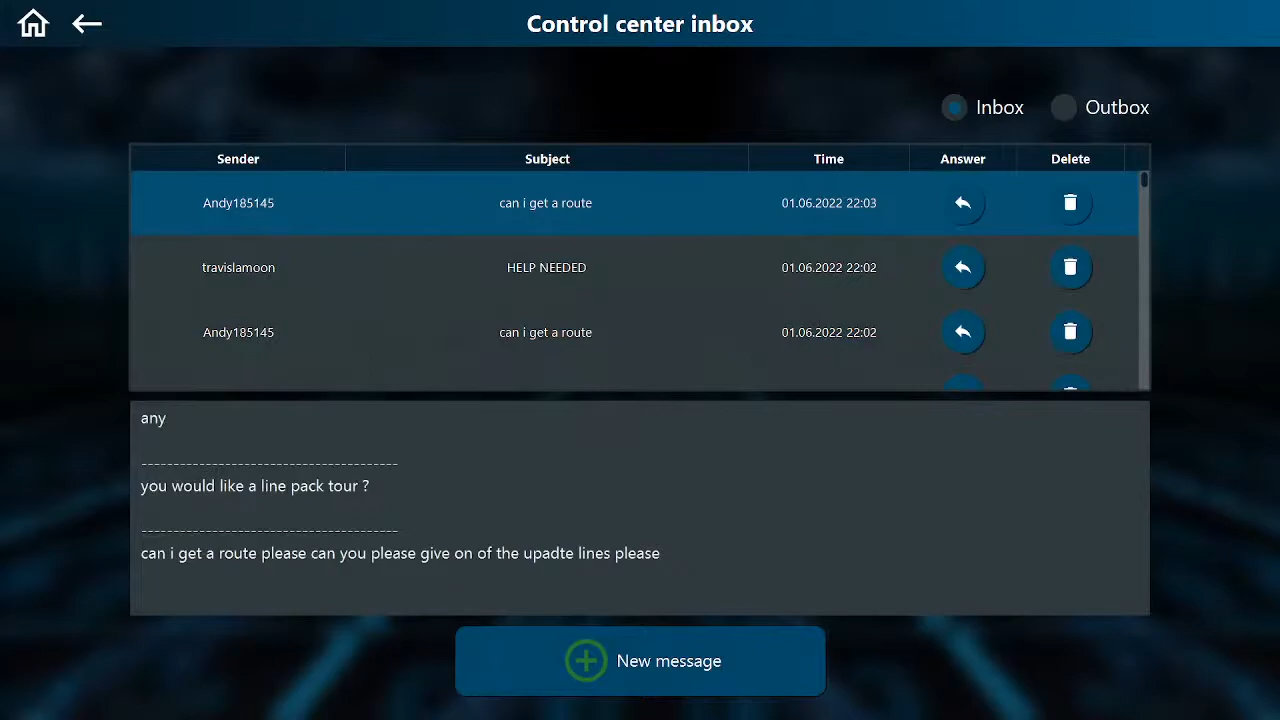 Control center inbox
Inbox Outbox
Sender Subject Time Answer Delete
Andy185145 can i get a route 01.06.2022 22:03
travislamoon HELP NEEDED 01.06.2022 22:02
Andy185145 can i get a route 01.06.2022 22:02
any
----------------------------------------
you would like a line pack tour ?
----------------------------------------
can i get a route please can you please give on of the upadte lines please
New message